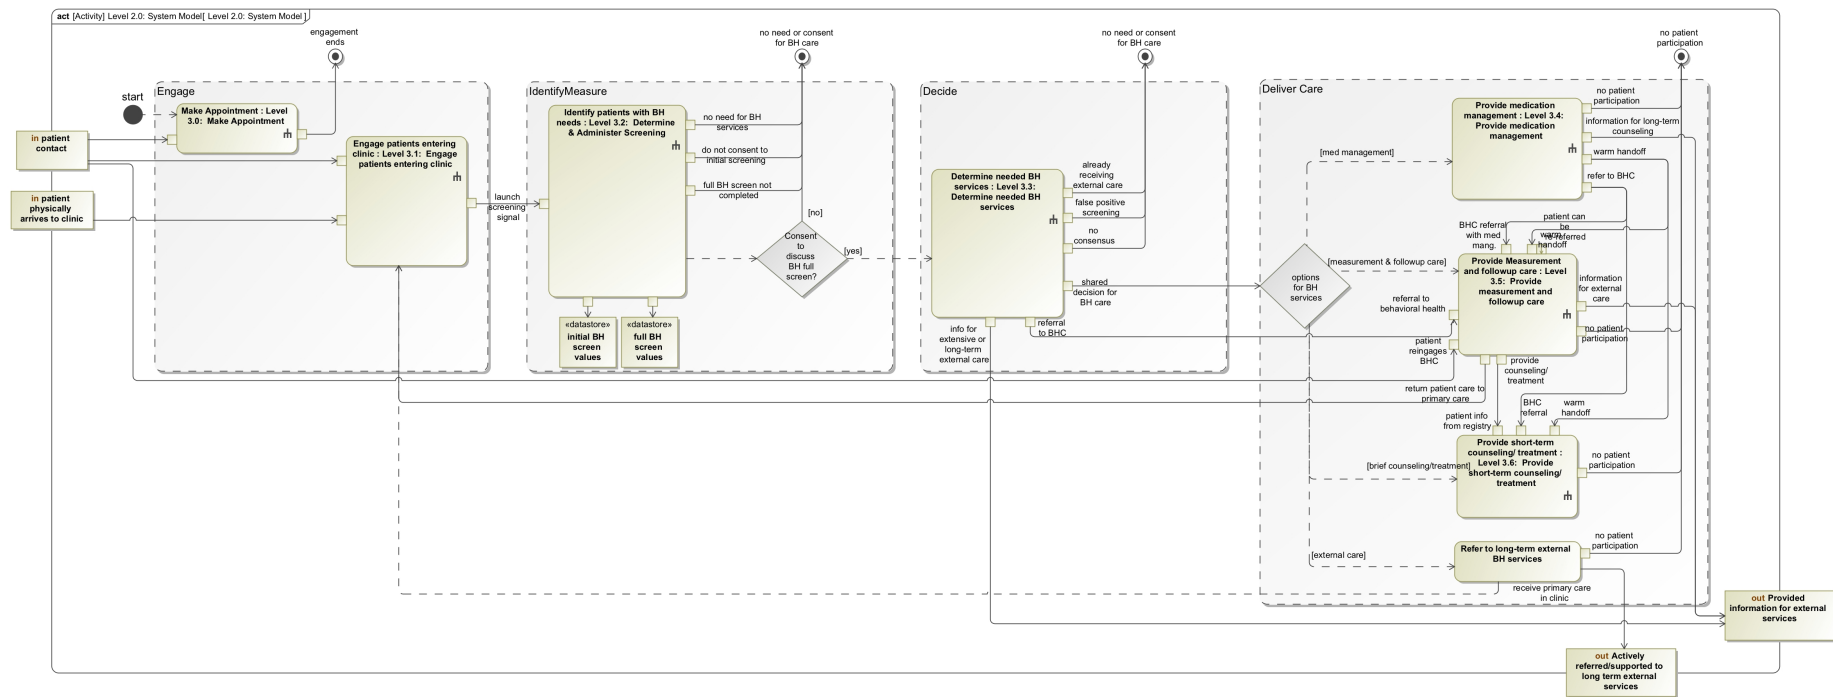 act [Activity] Level 2.0: System Model[ Level 2.0: System Model ]
engagement
ends
no need or consent
for BH care
no need or consent
for BH care
no patient
participation
start
in patient
contact
in patient
physically
arrives to clinic
Engage
Make Appointment : Level
3.0: Make Appointment
Engage patients entering
clinic : Level 3.1: Engage
patients entering clinic
launch
screening
signal
IdentifyMeasure
Identify patients with BH
needs : Level 3.2: Determine
& Administer Screening
no need for BH
services
do not consent to
initial screening
full BH screen not
completed
[no]
Consent
to
discuss
BH full
screen?
[yes]
«datastore»
initial BH
screen
values
«datastore»
full BH
screen
values
Decide
Determine needed BH
services : Level 3.3:
Determine needed BH
services
already
receiving
external care
false positive
screening
no
consensus
shared
decision for
BH care
info for
extensive or
long-term
external care
referral
to BHC
Deliver Care
options
for BH
services
[med management]
[measurement & followup care]
[brief counseling/treatment]
[external care]
Provide medication
management : Level 3.4:
Provide medication
management
no patient
participation
information for long-term
counseling
warm handoff
refer to BHC
patient can
be
re-referred
BHC referral
with med
mang.
warm
handoff
Provide Measurement
and followup care : Level
3.5: Provide
measurement and
followup care
referral to
behavioral health
patient
reingages
BHC
information
for external
care
no patient
participation
provide
counseling/
treatment
return patient care to
primary care
patient info
from registry
BHC
referral
warm
handoff
Provide short-term
counseling/ treatment :
Level 3.6: Provide
short-term counseling/
treatment
no patient
participation
Refer to long-term external
BH services
no patient
participation
receive primary care
in clinic
out Provided
information for external
services
out Actively
referred/supported to
long term external
services